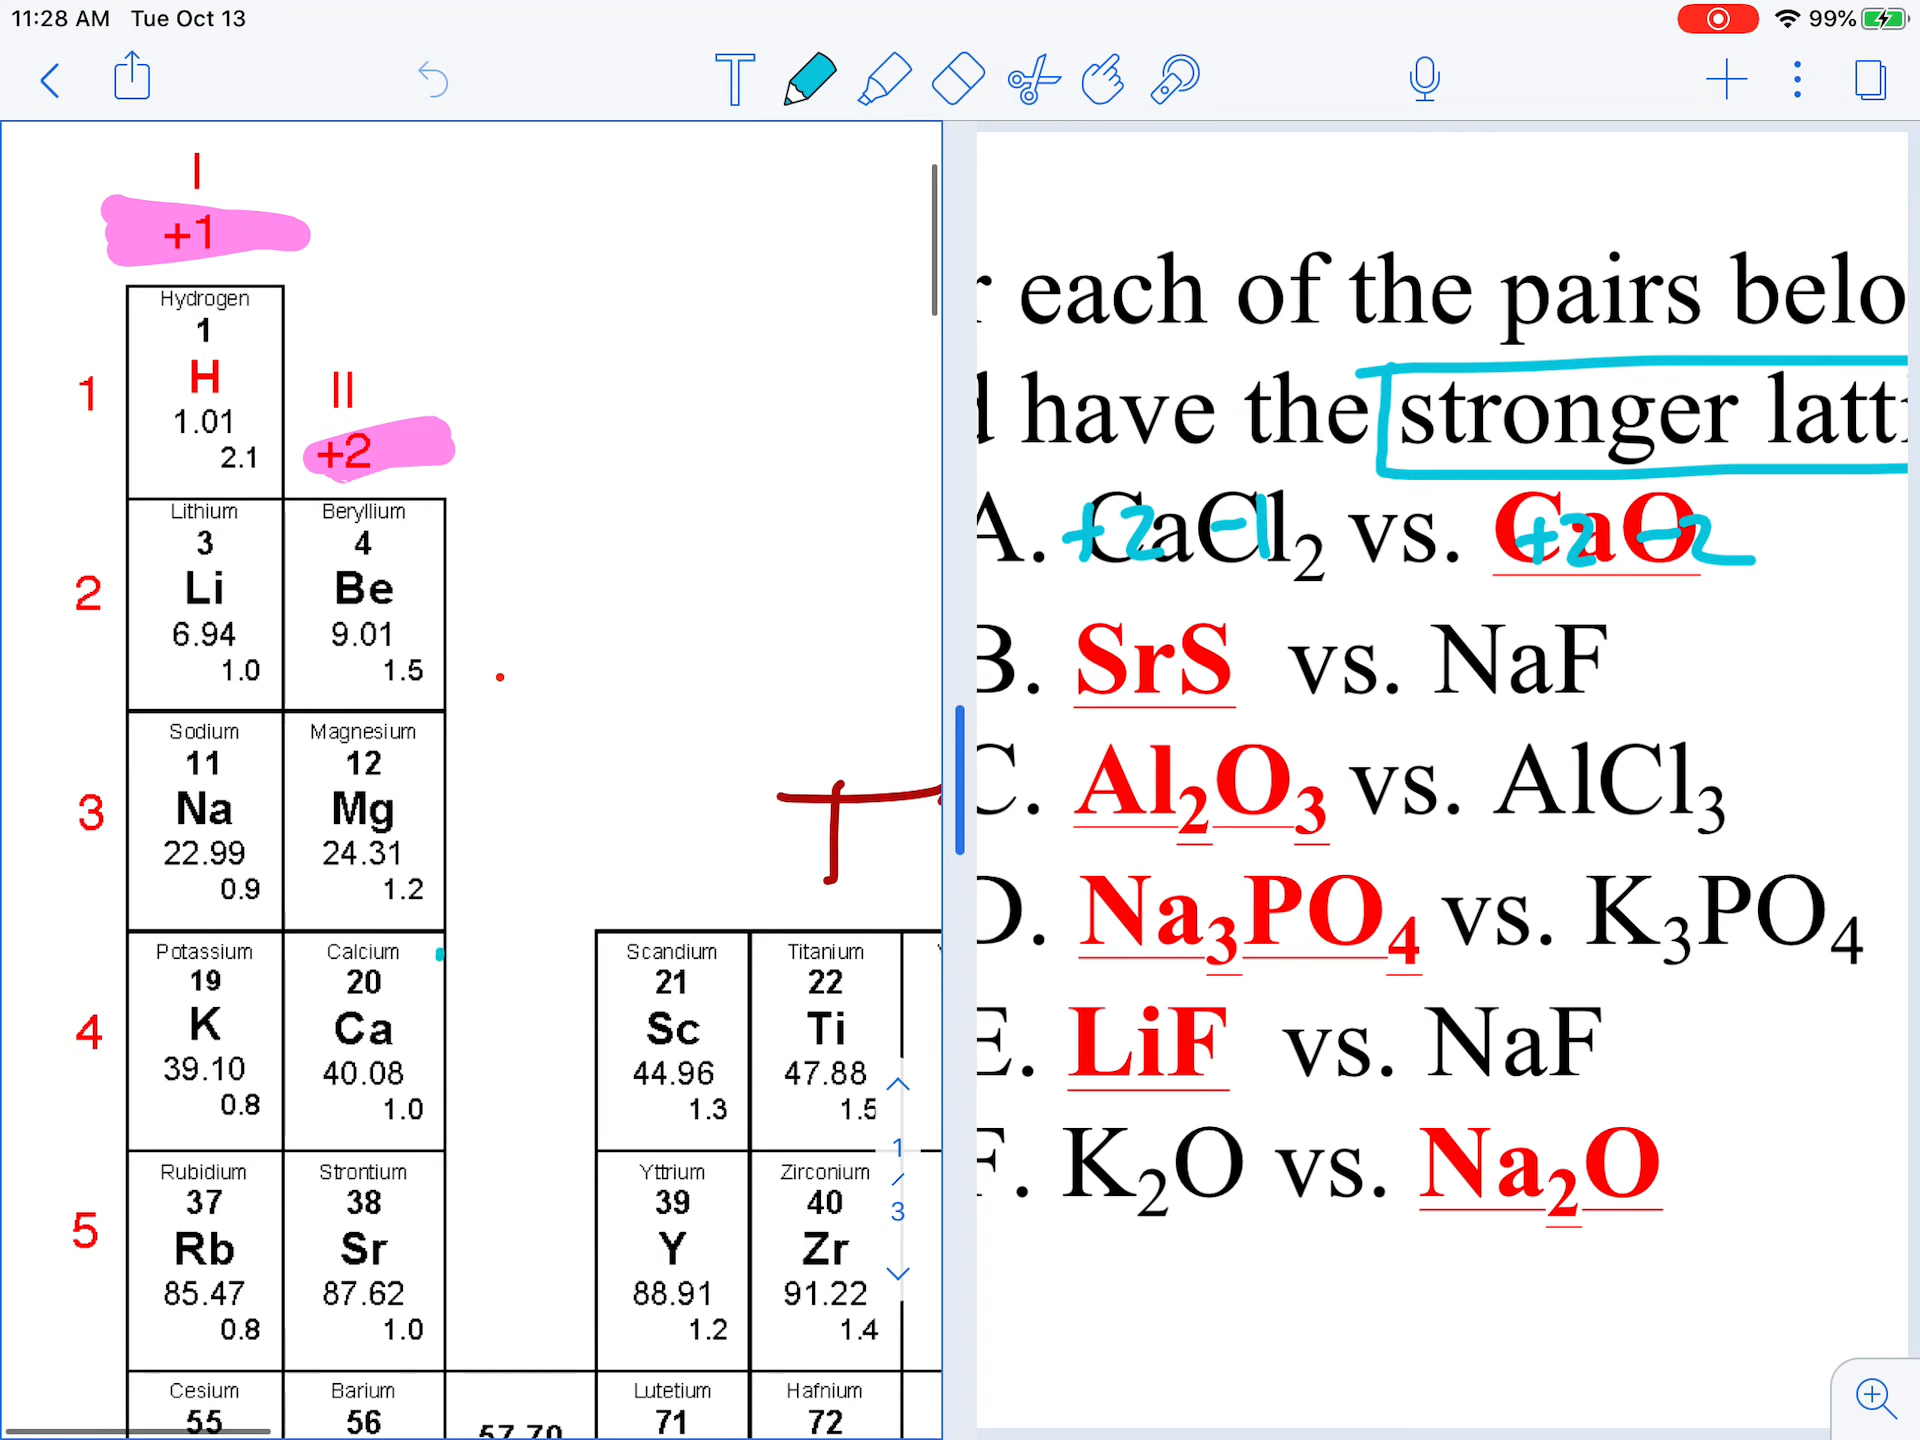 11:28 AM Tue Oct 13
99%
I
+1
Hydrogen
1
H
1.01
2.1
1
II
+2
Lithium
3
Li
6.94
1.0
Beryllium
4
Be
9.01
1.5
2
Sodium
11
Na
22.99
0.9
Magnesium
12
Mg
24.31
1.2
3
T
Potassium
19
K
39.10
0.8
Calcium
20
Ca
40.08
1.0
Scandium
21
Sc
44.96
1.3
Titanium
22
Ti
47.88
1.5
4
Rubidium
37
Rb
85.47
0.8
Strontium
38
Sr
87.62
1.0
Yttrium
39
Y
88.91
1.2
Zirconium
40
Zr
91.22
1.4
5
1
/
3
Cesium
55
Barium
56
57-70
Lutetium
71
Hafnium
72
r each of the pairs belo
d have the stronger latti
A. CaCl₂ vs. CaO
+2 -1 +2 -2
B. SrS vs. NaF
C. Al₂O₃ vs. AlCl₃
D. Na₃PO₄ vs. K₃PO₄
E. LiF vs. NaF
F. K₂O vs. Na₂O